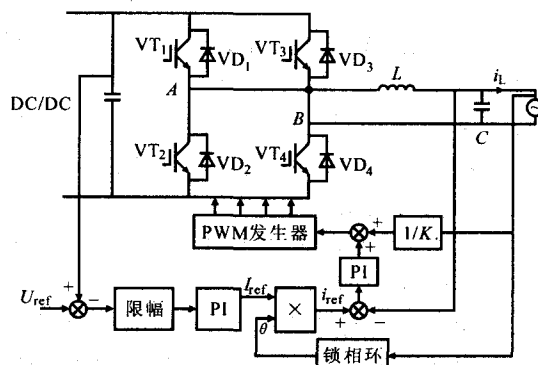 VT1
VD1
VT3
VD3
DC/DC
A
L
iL
B
C
VT2
VD2
VT4
VD4
PWM发生器
+
+
1/K
PI
Uref
+
−
限幅
PI
Iref
θ
×
iref
+
−
锁相环